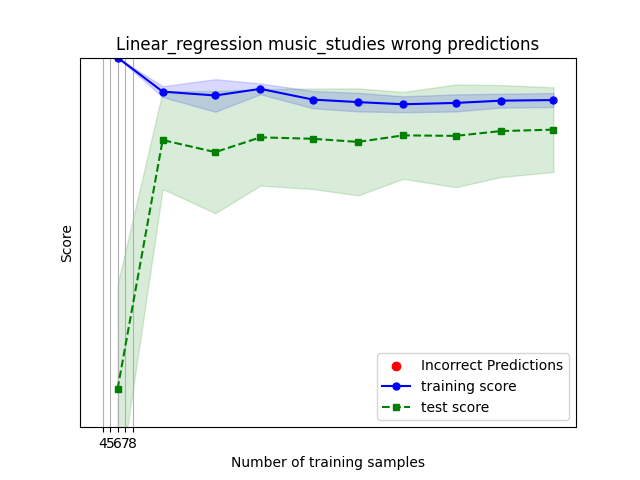 Linear_regression music_studies wrong predictions
Score
Incorrect Predictions
training score
test score
45678
Number of training samples